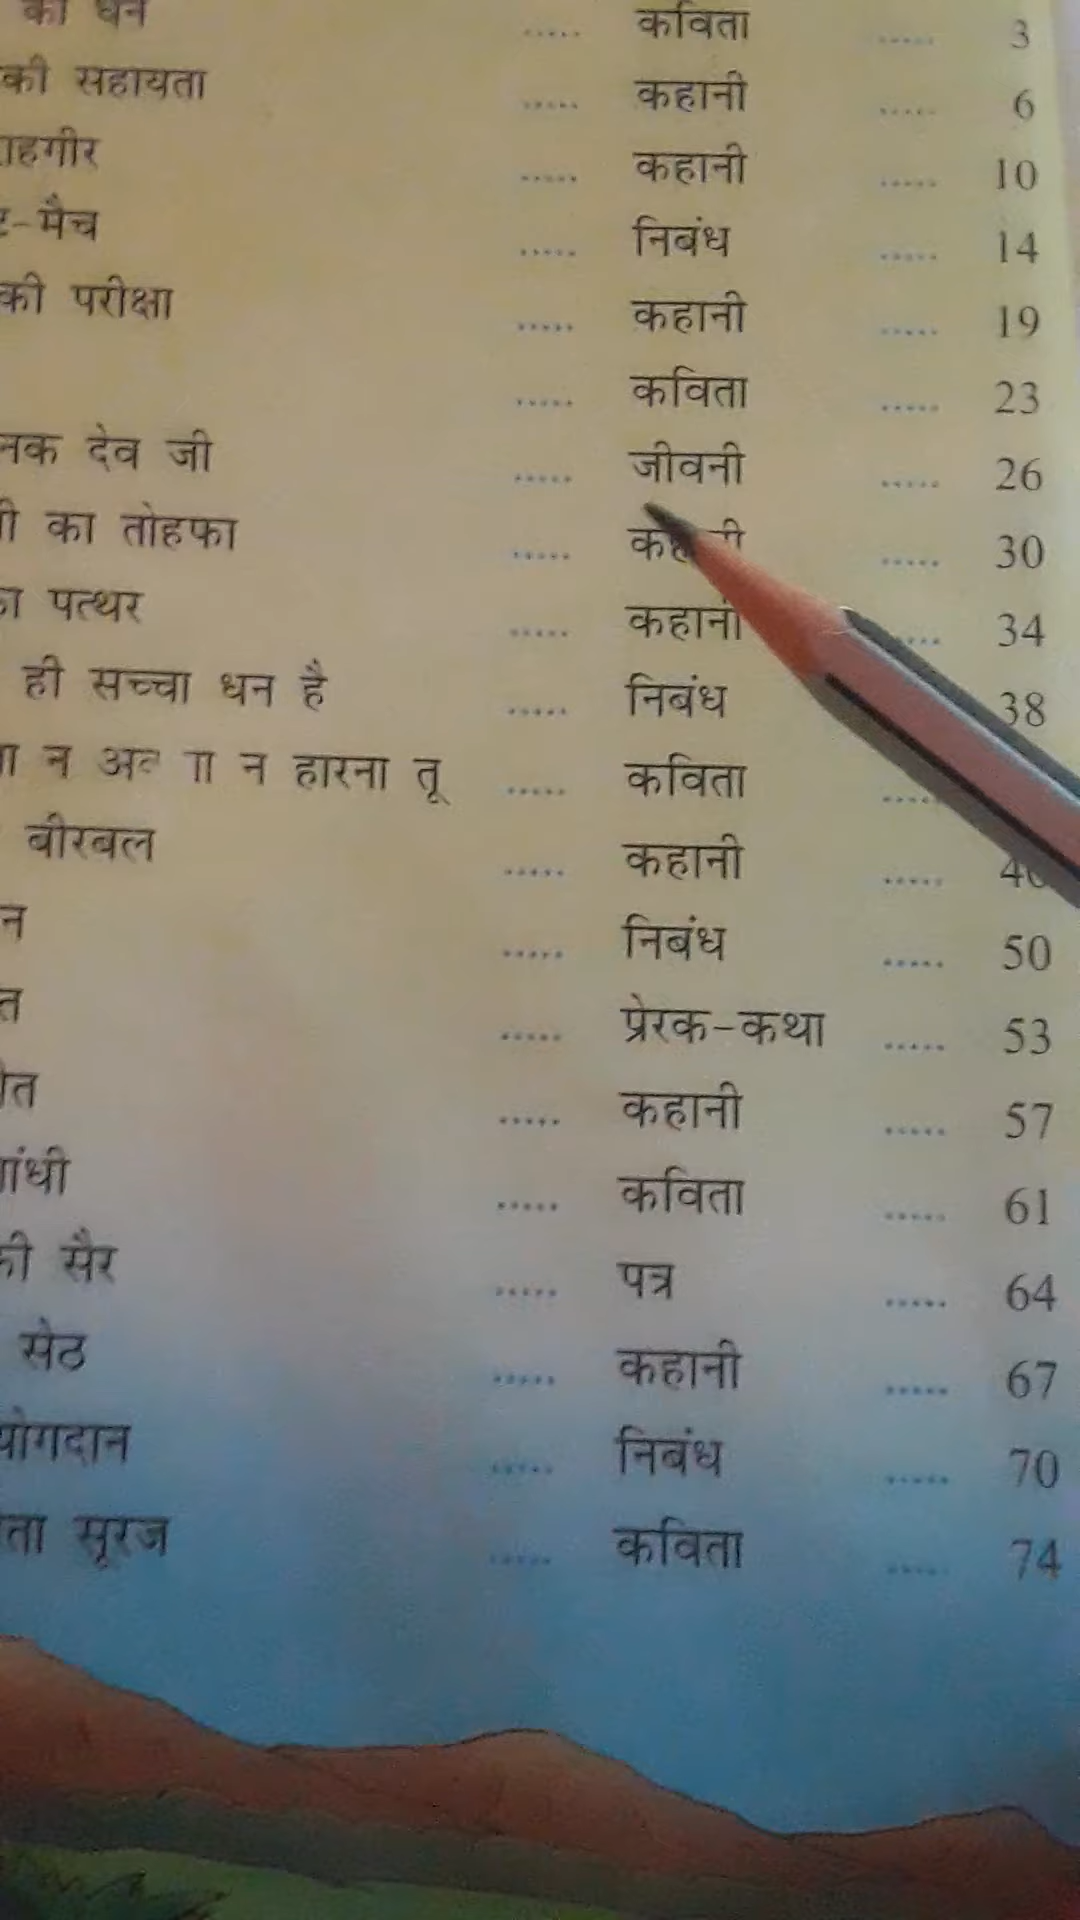 का धन ..... कविता ..... 3
की सहायता ..... कहानी ..... 6
राहगीर ..... कहानी ..... 10
-मैच ..... निबंध ..... 14
की परीक्षा ..... कहानी ..... 19
..... कविता ..... 23
नक देव जी ..... जीवनी ..... 26
का तोहफा ..... कहानी ..... 30
का पत्थर ..... कहानी ..... 34
ही सच्चा धन है ..... निबंध 38
न न हारना तू ..... कविता .....
बीरबल ..... कहानी .....
न ..... निबंध ..... 50
त ..... प्रेरक-कथा ..... 53
..... कहानी ..... 57
गांधी ..... कविता ..... 61
की सैर ..... पत्र ..... 64
सेठ ..... कहानी ..... 67
योगदान ..... निबंध ..... 70
ता सूरज ..... कविता ..... 74